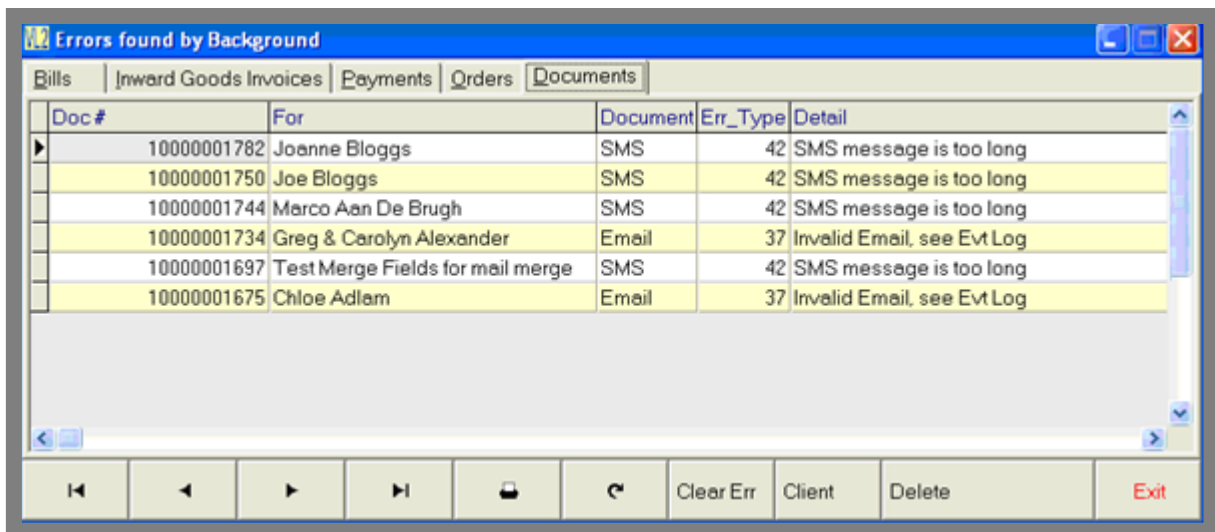 V.2 Errors found by Background
Bills Inward Goods Invoices Payments Orders Documents
Doc # For Document Err_Type Detail
10000001782 Joanne Bloggs SMS 42 SMS message is too long
10000001750 Joe Bloggs SMS 42 SMS message is too long
10000001744 Marco Aan De Brugh SMS 42 SMS message is too long
10000001734 Greg & Carolyn Alexander Email 37 Invalid Email, see Evt Log
10000001697 Test Merge Fields for mail merge SMS 42 SMS message is too long
10000001675 Chloe Adlam Email 37 Invalid Email, see Evt Log
Clear Err Client Delete Exit